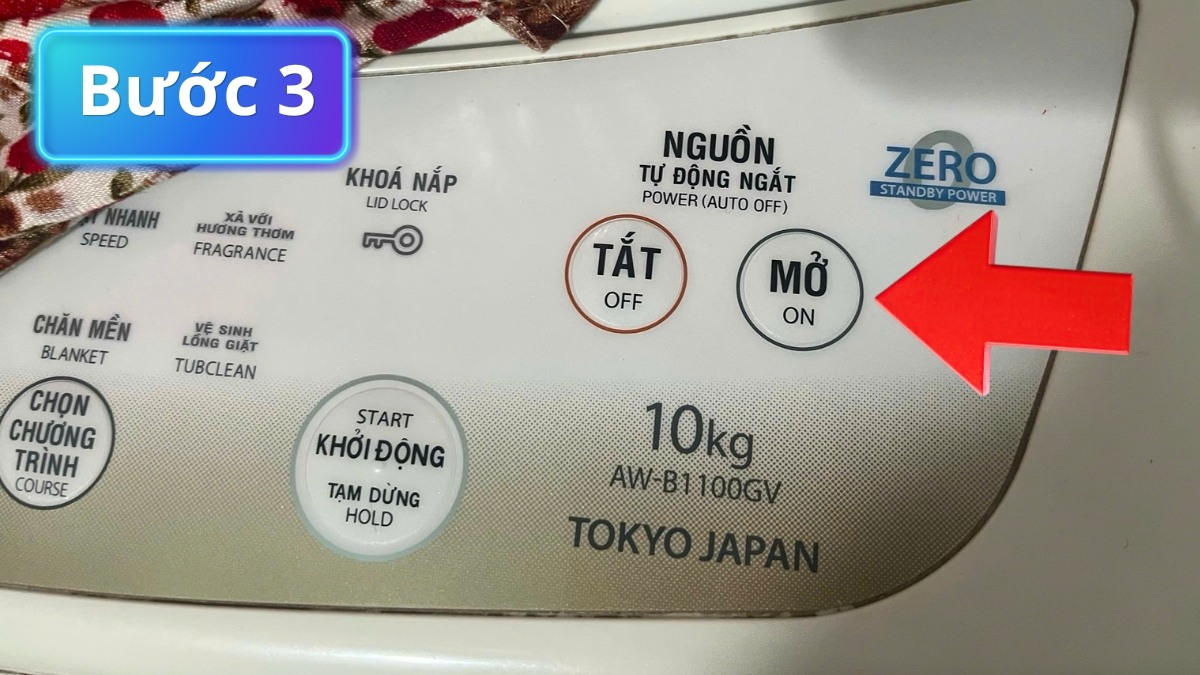 Bước 3
NHANH
SPEED
XẢ VỚI
HƯƠNG THƠM
FRAGRANCE
KHOÁ NẮP
LID LOCK
NGUỒN
TỰ ĐỘNG NGẮT
POWER (AUTO OFF)
ZERO
STANDBY POWER
TẮT
OFF
MỞ
ON
CHĂN MỀN
BLANKET
VỆ SINH
LỒNG GIẶT
TUBCLEAN
CHỌN
CHƯƠNG
TRÌNH
COURSE
START
KHỞI ĐỘNG
TẠM DỪNG
HOLD
10kg
AW-B1100GV
TOKYO JAPAN